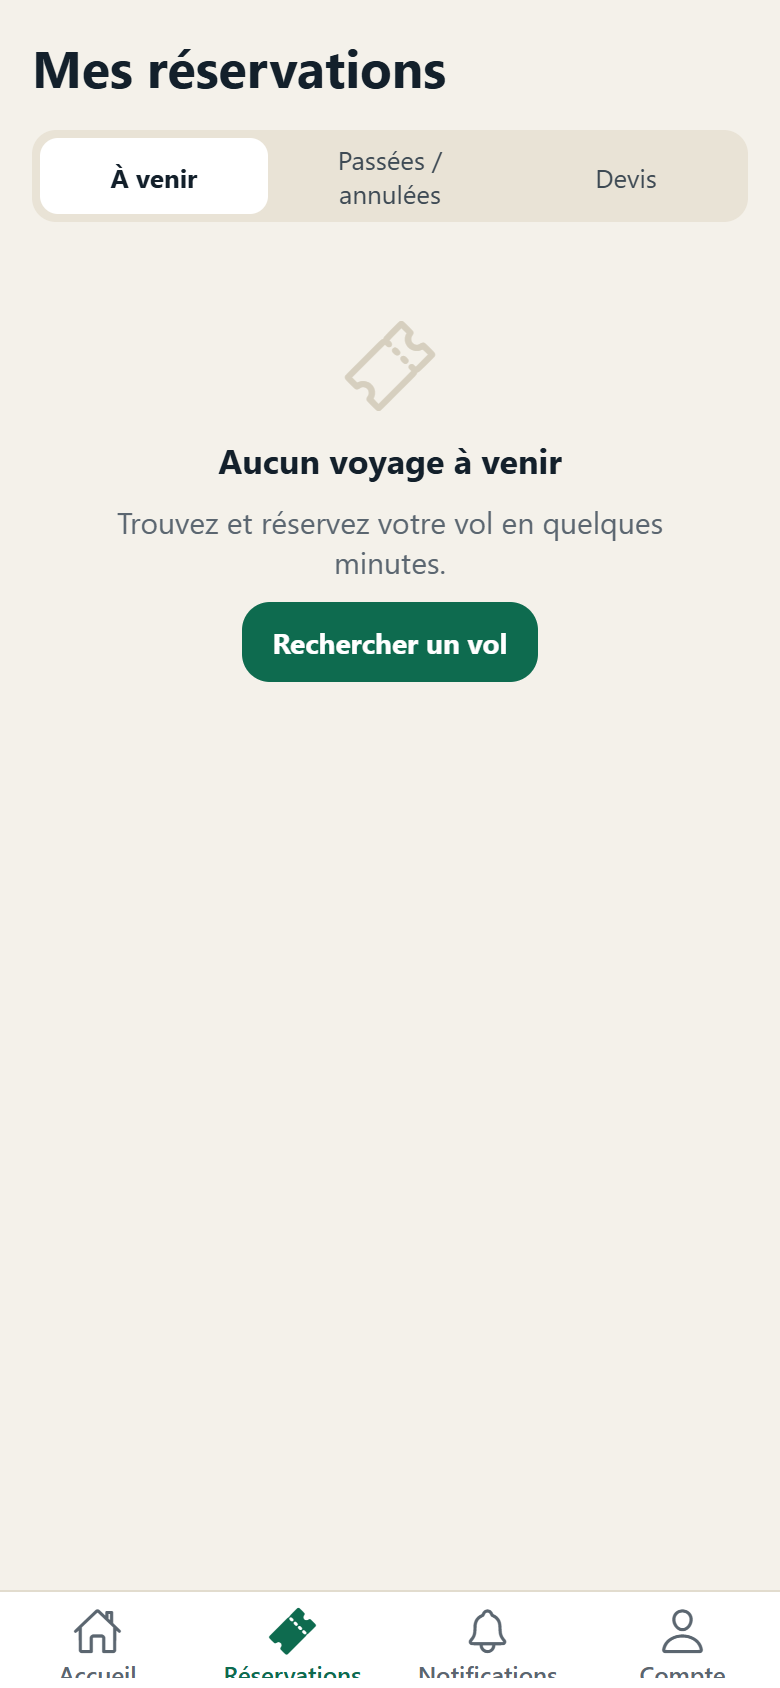 Mes réservations
À venir
Passées /
annulées
Devis
Aucun voyage à venir
Trouvez et réservez votre vol en quelques
minutes.
Rechercher un vol
Accueil
Réservations
Notifications
Compte